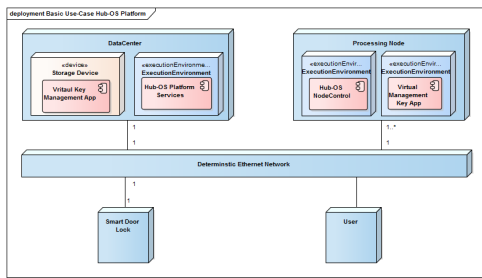 deployment Basic Use-Case Hub-OS Platform
DataCenter
«device»
Storage Device
Vritaul Key
Management App
«executionEnvironme...
ExecutionEnvironment
Hub-OS Platform
Services
Processing Node
«executionEnvir...
ExecutionEnvironment
Hub-OS
NodeControl
«executionEnvir...
ExecutionEnvironment
Virtual
Management
Key App
1
1
1..*
1
Determnstic Ethernet Network
1
1
Smart Door
Lock
User